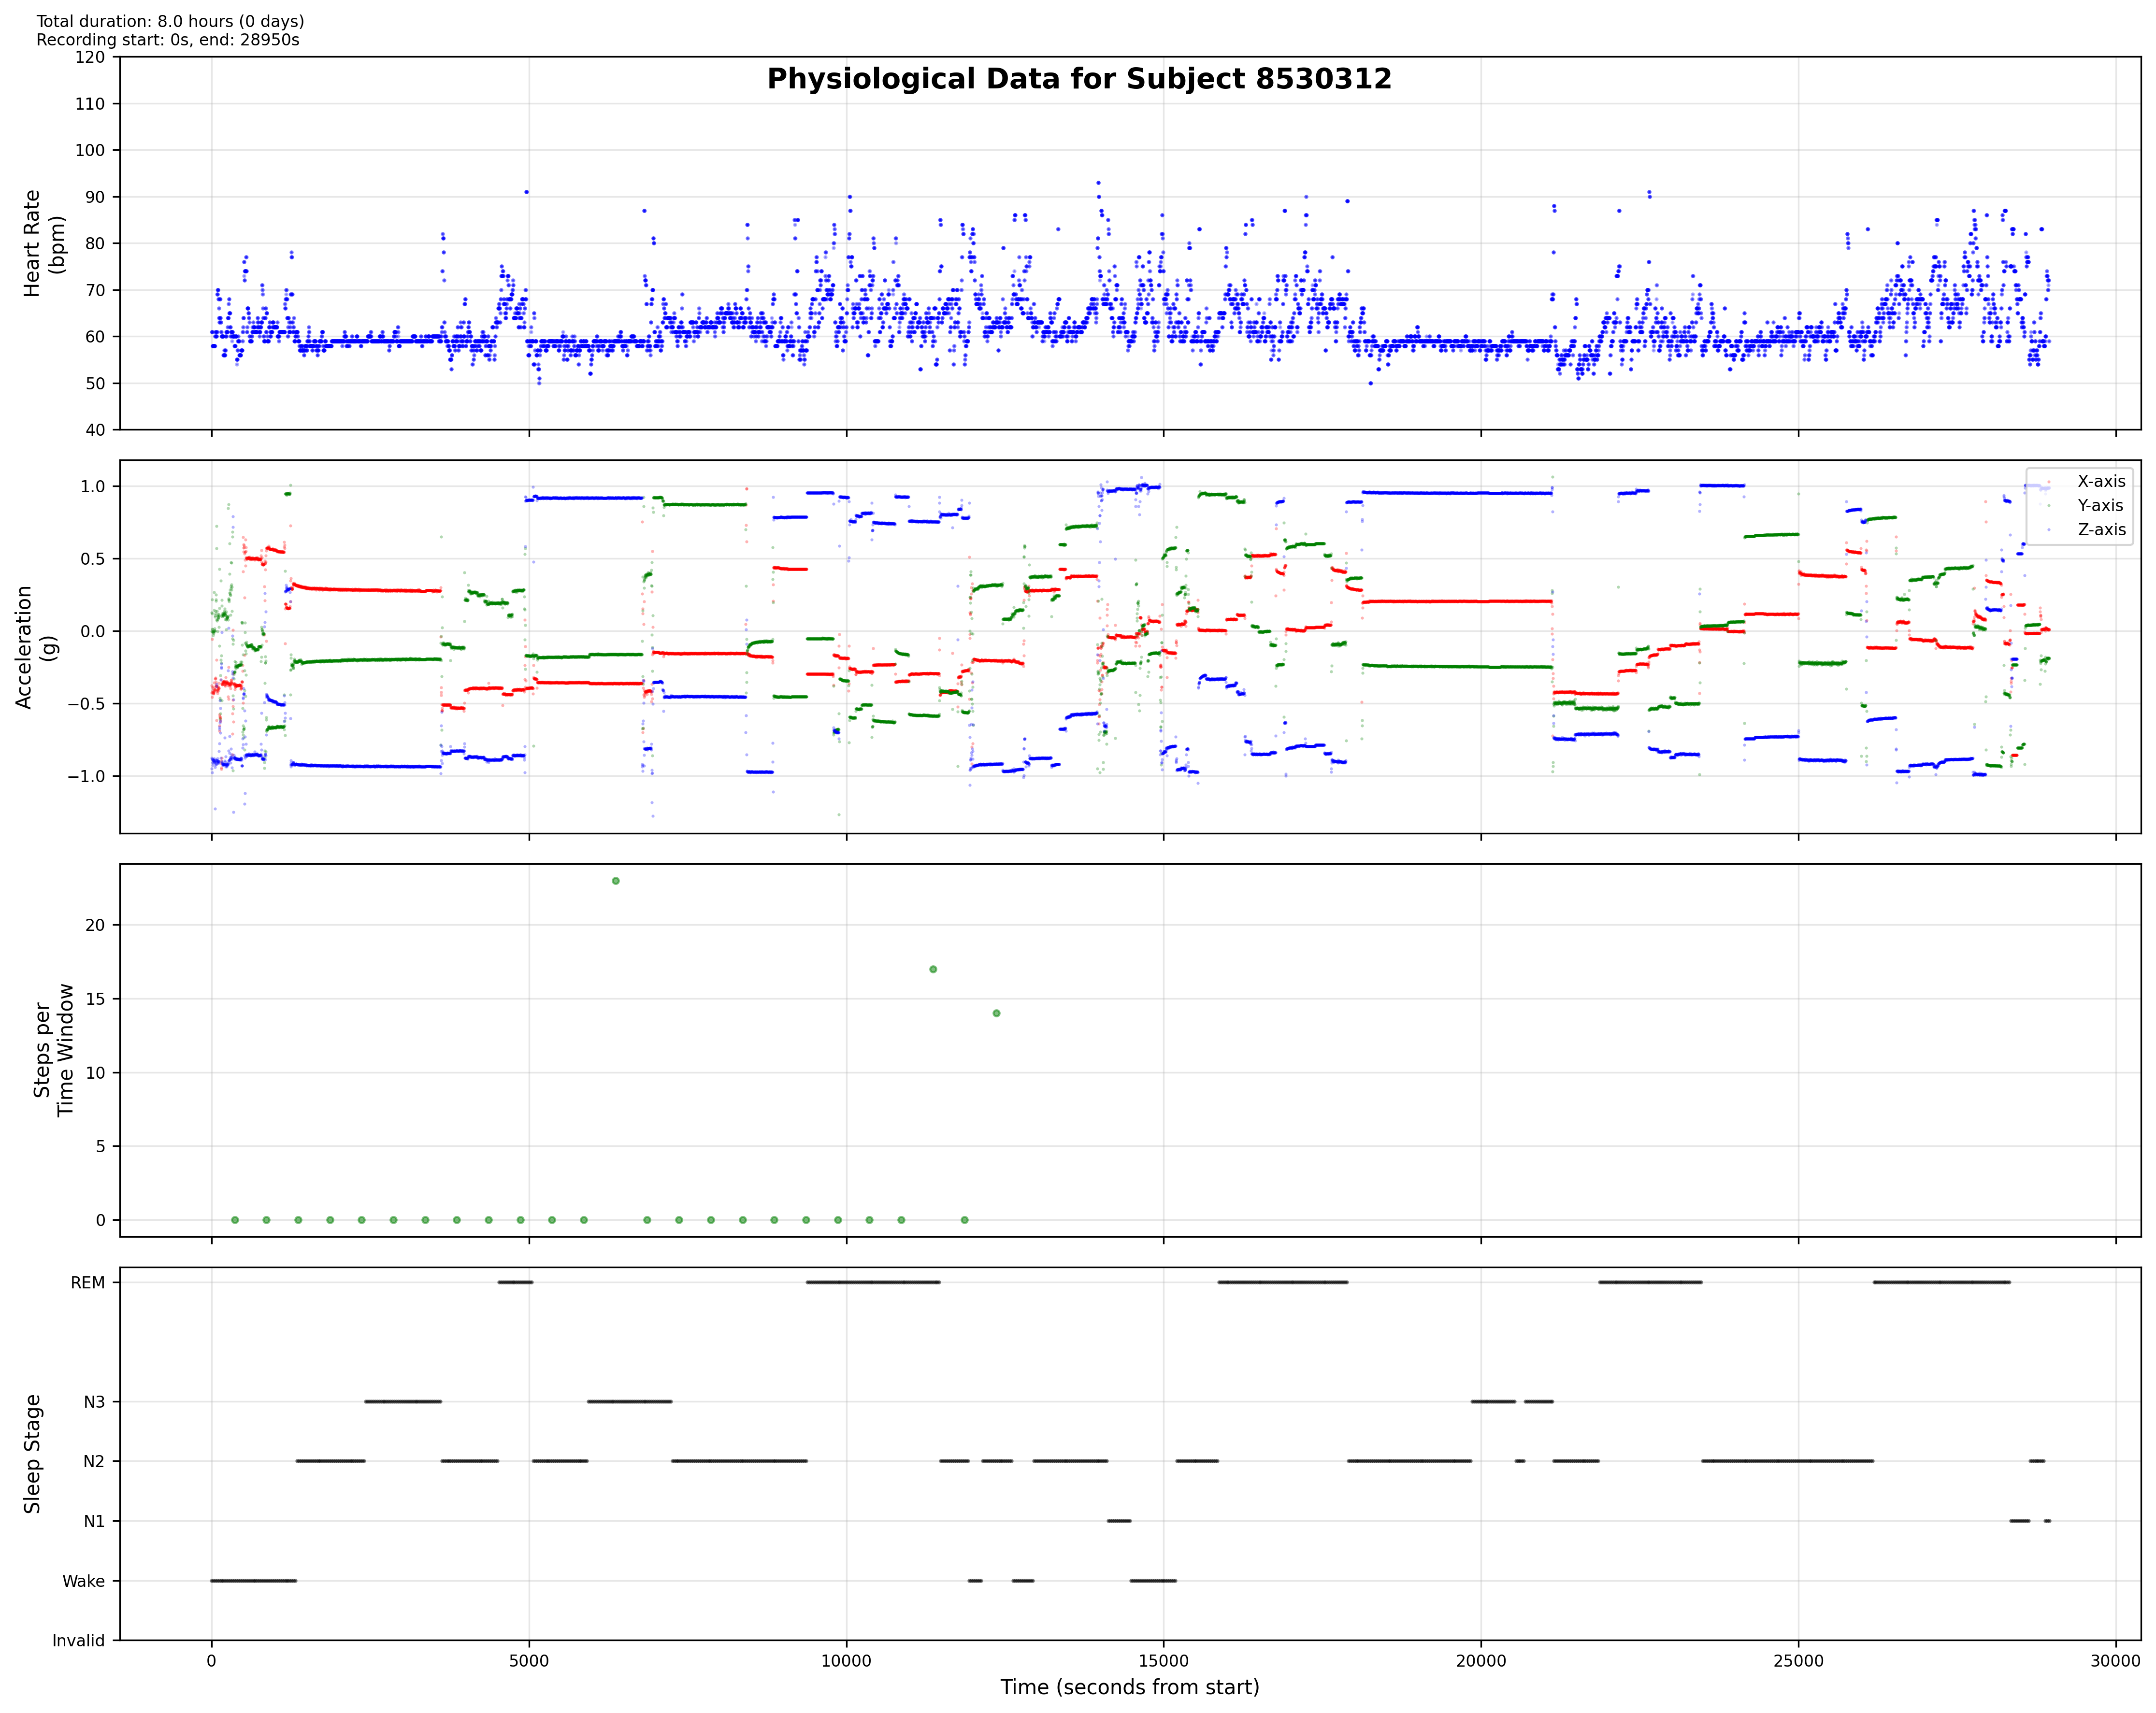 Total duration: 8.0 hours (0 days)
Recording start: 0s, end: 28950s
Physiological Data for Subject 8530312
120
110
100
90
80
70
60
50
40
Heart Rate
(bpm)
1.0
0.5
0.0
−0.5
−1.0
Acceleration
(g)
X-axis
Y-axis
Z-axis
20
15
10
5
0
Steps per
Time Window
REM
N3
N2
N1
Wake
Invalid
Sleep Stage
0
5000
10000
15000
20000
25000
30000
Time (seconds from start)